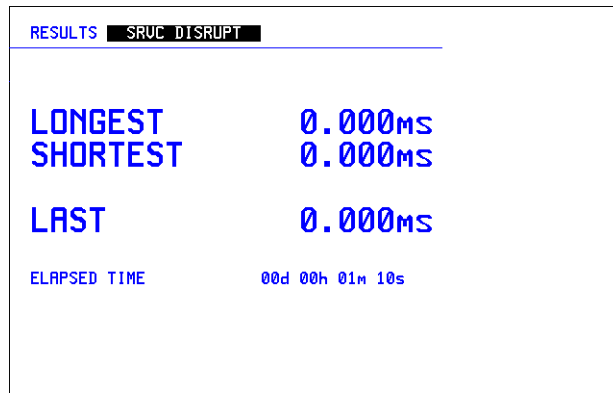 RESULTS SRVC DISRUPT
LONGEST 0.000ms
SHORTEST 0.000ms
LAST 0.000ms
ELAPSED TIME 00d 00h 01m 10s